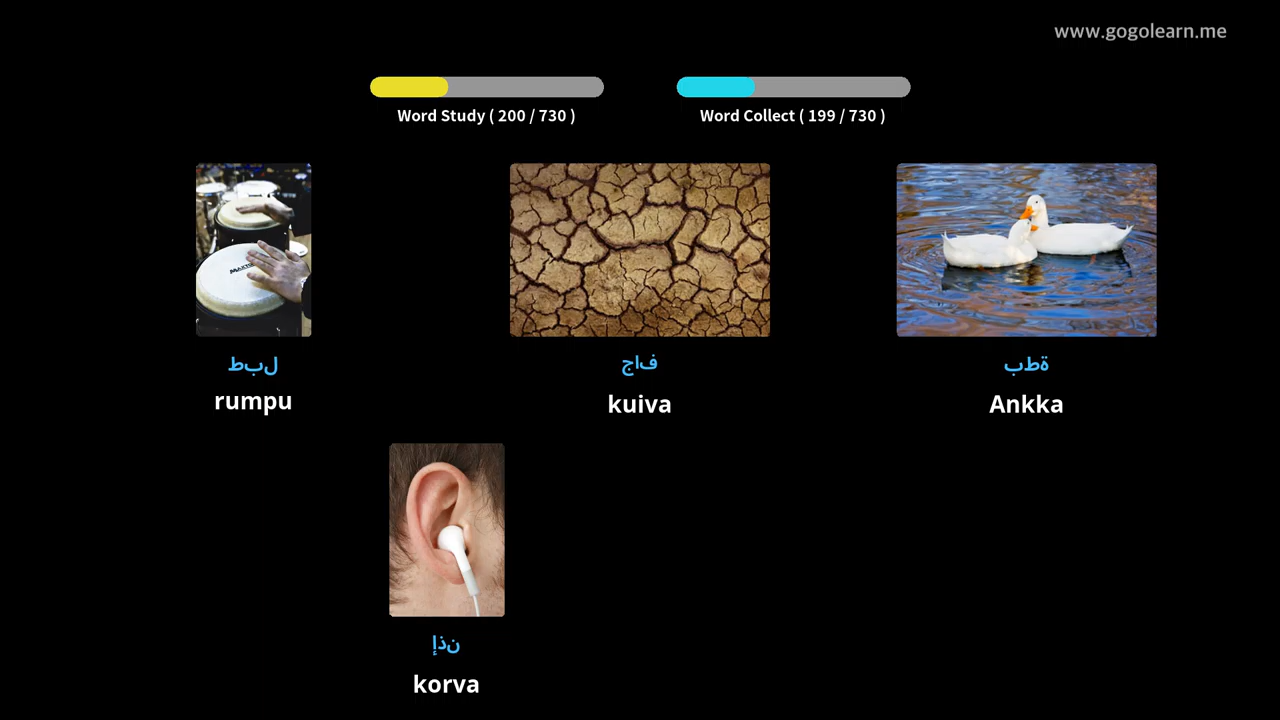 www.gogolearn.me
Word Study ( 200 / 730 )
Word Collect ( 199 / 730 )
لبط
فاج
ةطب
rumpu
kuiva
Ankka
نذإ
korva